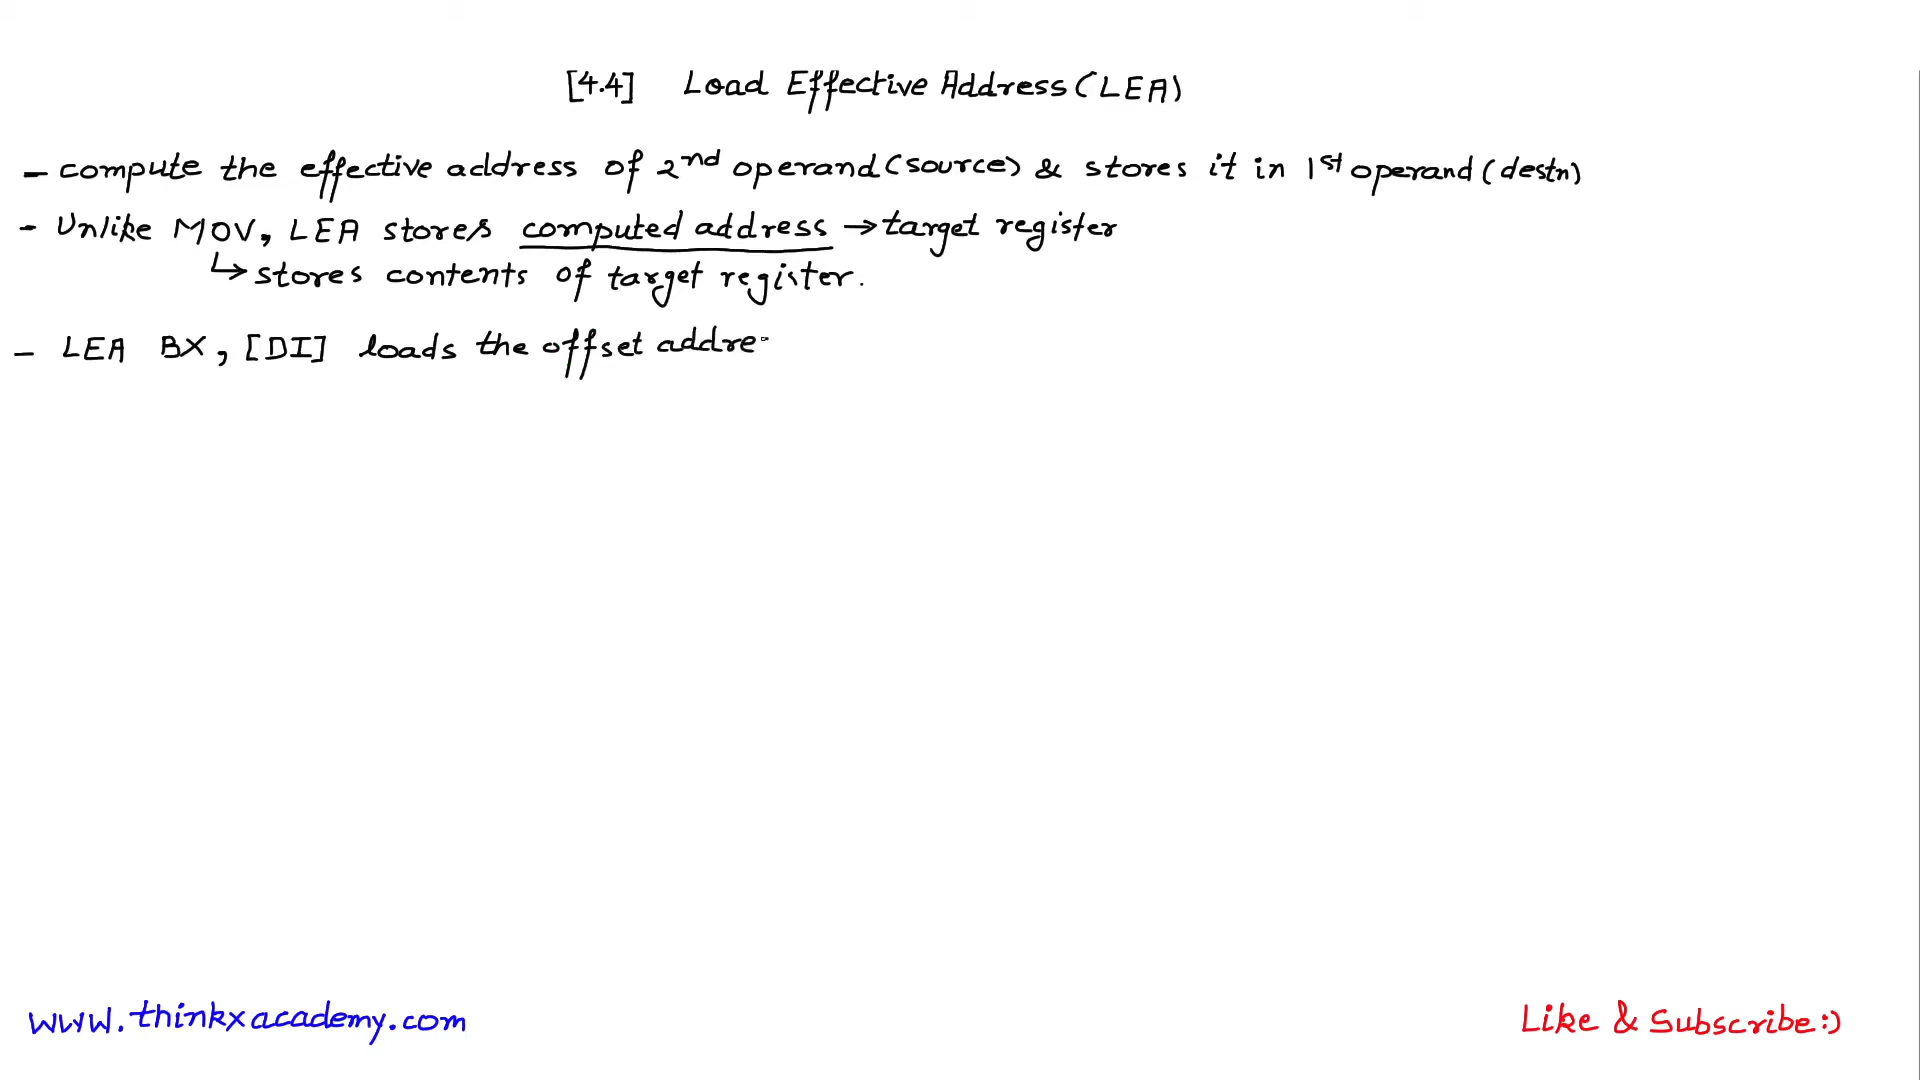 [4.4] Load Effective Address (LEA)
- compute the effective address of 2nd operand (source) & stores it in 1st operand (destn)
- Unlike MOV, LEA stores computed address → target register
↳ stores contents of target register.
- LEA BX, [DI] loads the offset addre
www.thinkxacademy.com
Like & Subscribe :)